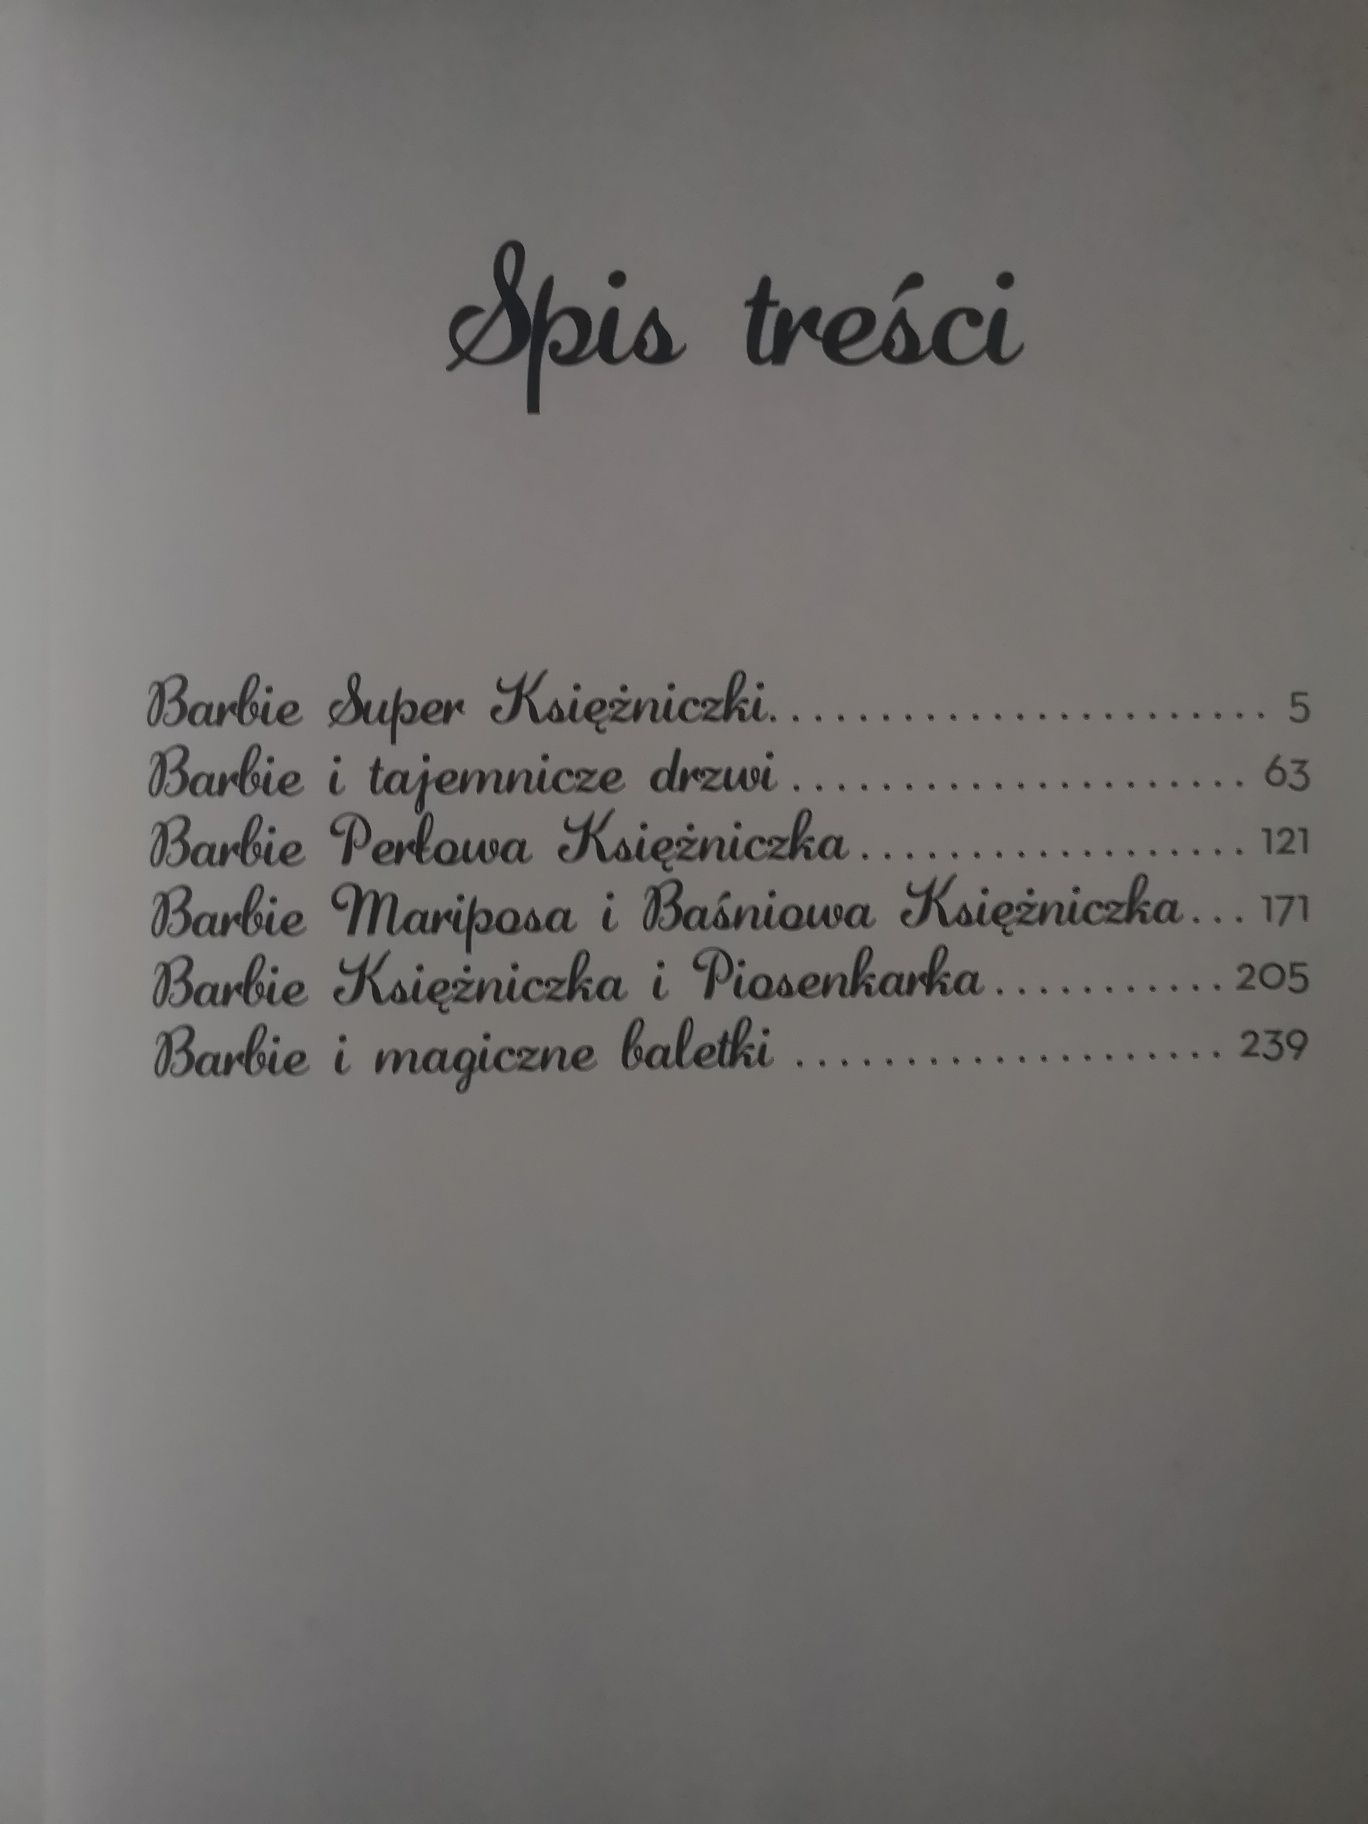 Spis treści
Barbie Super Księżniczki......................... 5
Barbie i tajemnicze drzwi ..................... 63
Barbie Perłowa Księżniczka .................. 121
Barbie Mariposa i Baśniowa Księżniczka... 171
Barbie Księżniczka i Piosenkarka ........... 205
Barbie i magiczne baletki .................... 239